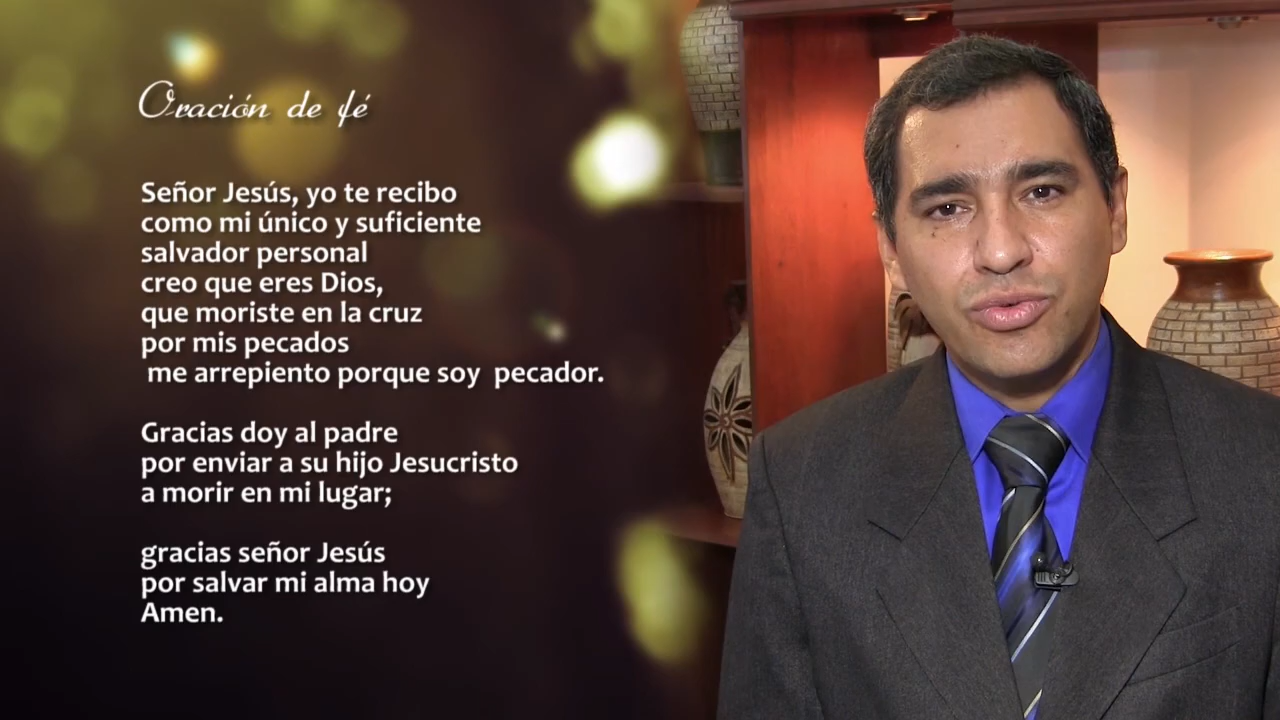 Oración de fé
Señor Jesús, yo te recibo
como mi único y suficiente
salvador personal
creo que eres Dios,
que moriste en la cruz
por mis pecados
me arrepiento porque soy pecador.
Gracias doy al padre
por enviar a su hijo Jesucristo
a morir en mi lugar;
gracias señor Jesús
por salvar mi alma hoy
Amen.